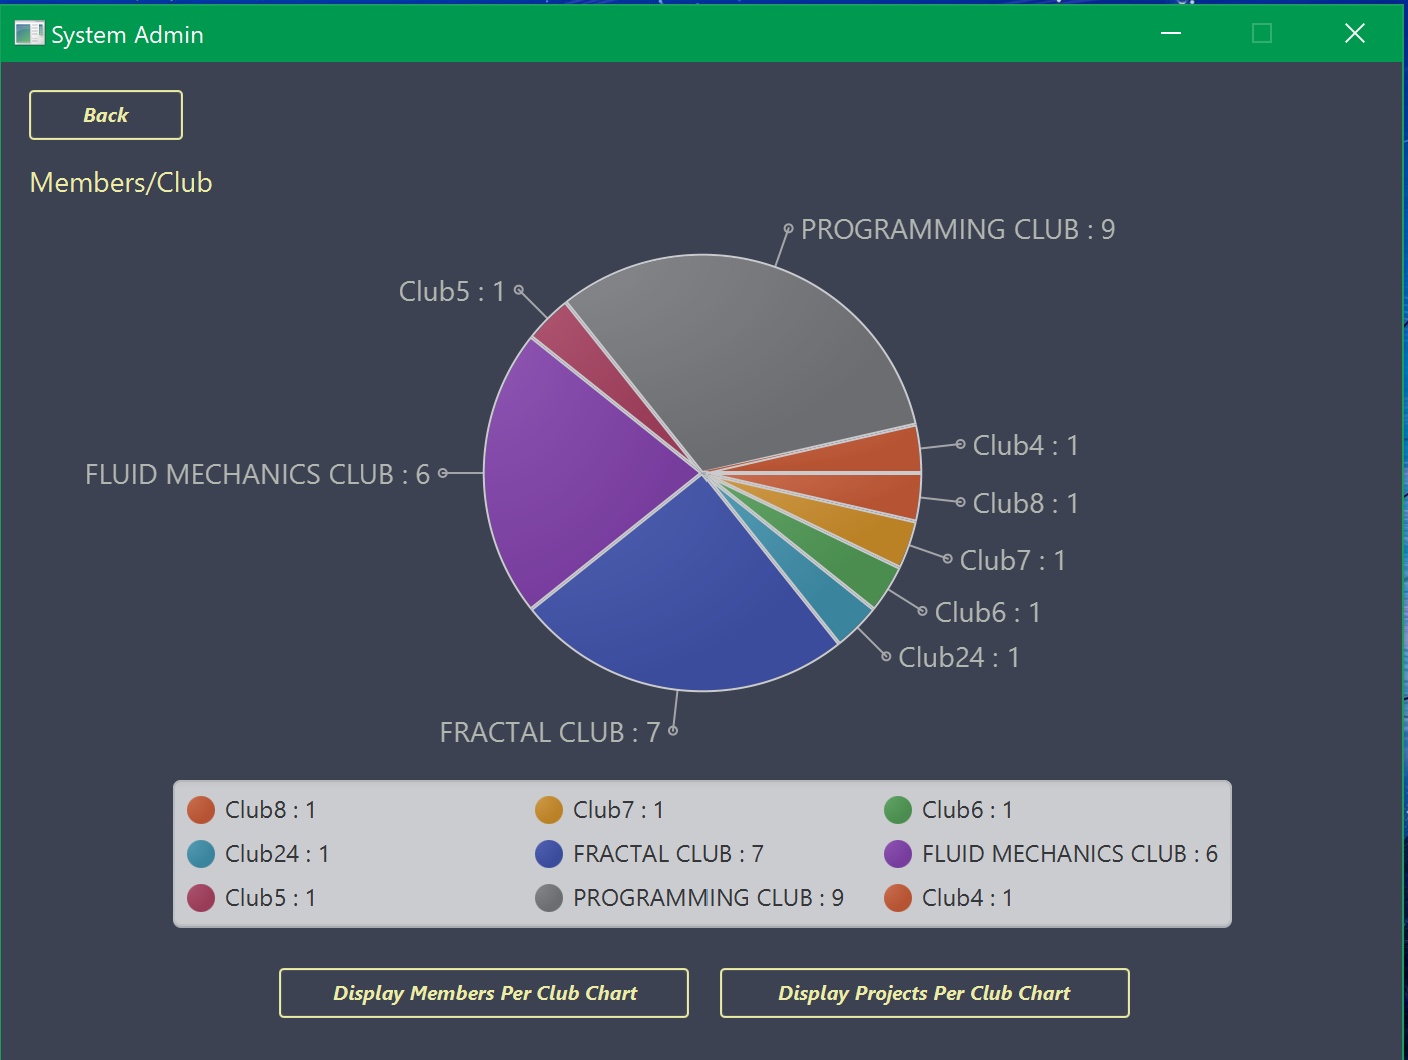 System Admin
Back
Members/Club
PROGRAMMING CLUB : 9
Club5 : 1
Club4 : 1
FLUID MECHANICS CLUB : 6
Club8 : 1
Club7 : 1
Club6 : 1
Club24 : 1
FRACTAL CLUB : 7
Club8 : 1
Club7 : 1
Club6 : 1
Club24 : 1
FRACTAL CLUB : 7
FLUID MECHANICS CLUB : 6
Club5 : 1
PROGRAMMING CLUB : 9
Club4 : 1
Display Members Per Club Chart
Display Projects Per Club Chart